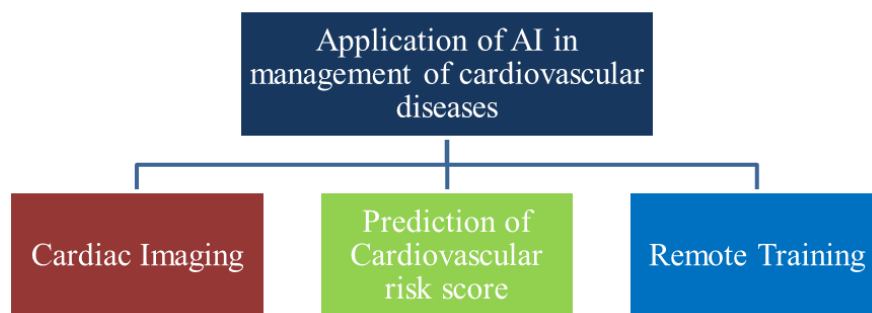 Application of AI in
management of cardiovascular
diseases
Cardiac Imaging
Prediction of
Cardiovascular
risk score
Remote Training